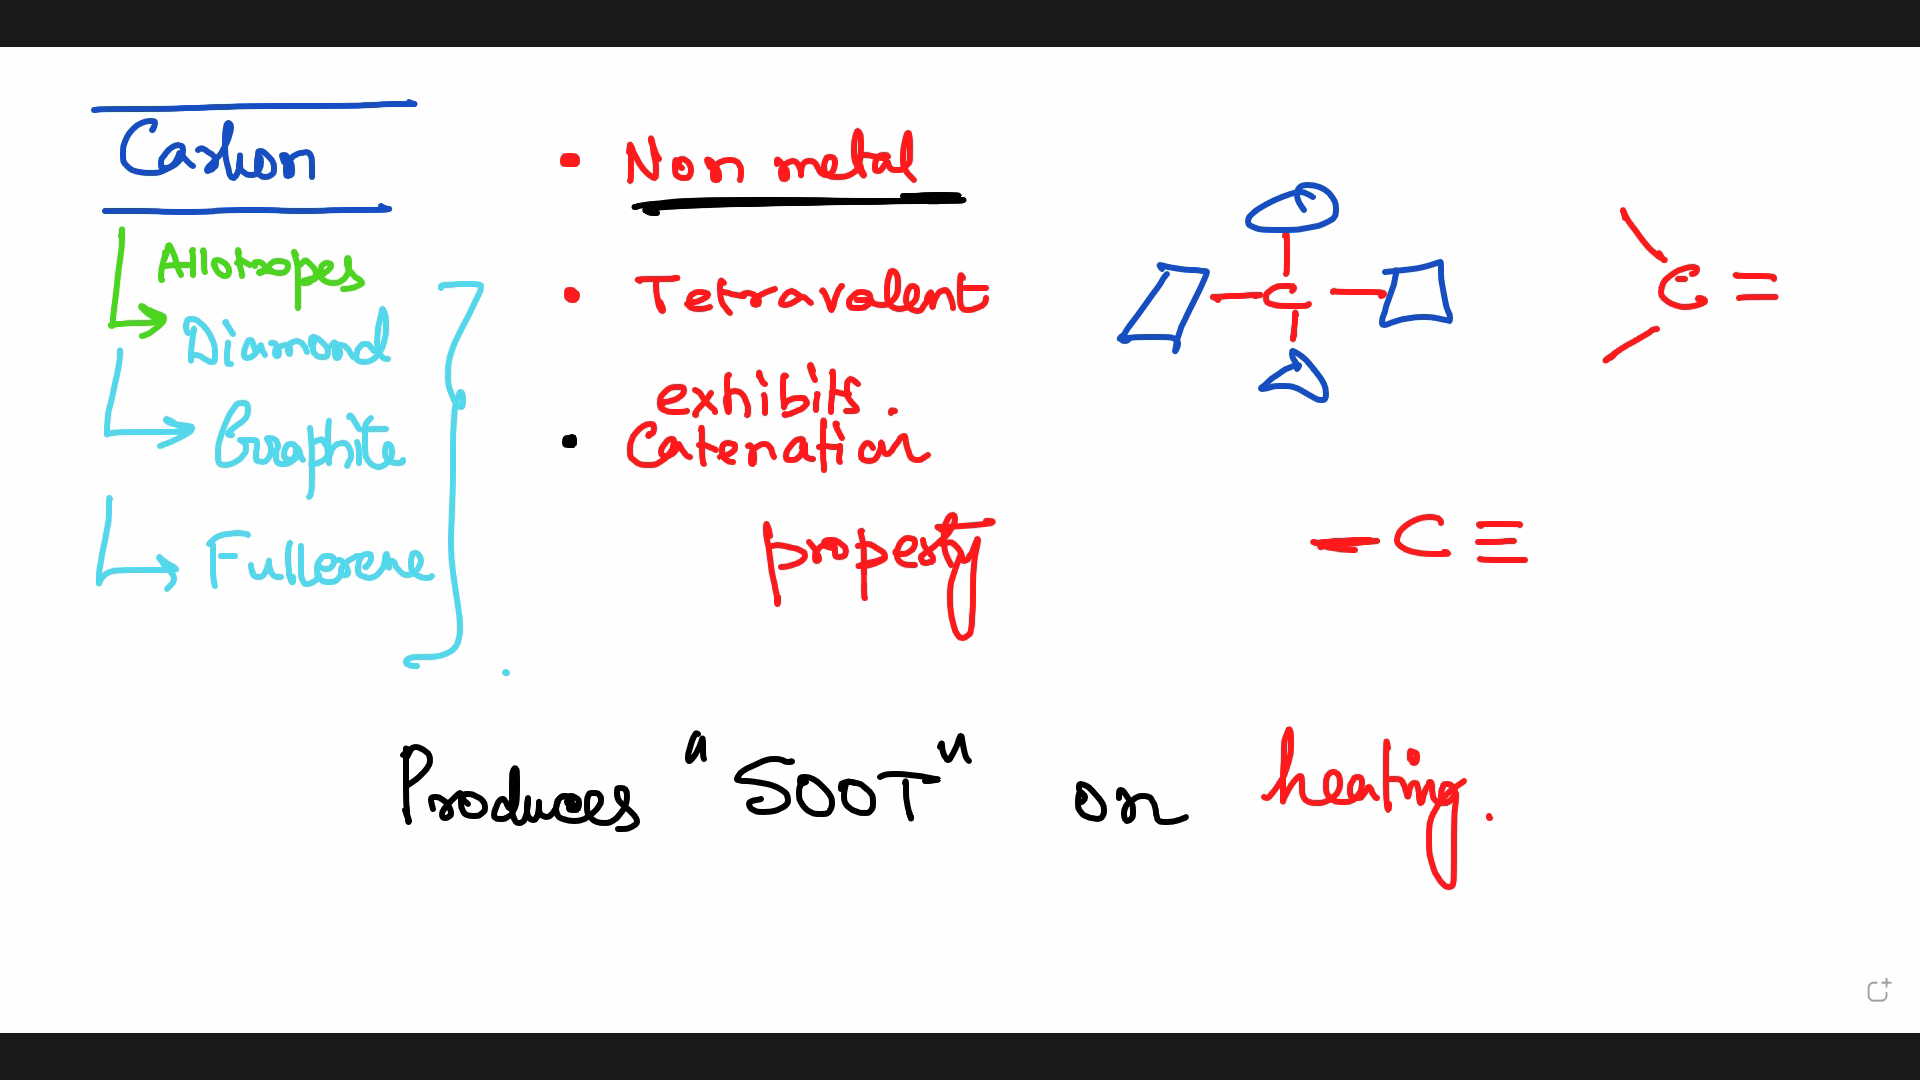 Carbon
Allotropes
Diamond
Graphite
Fullerene
• Non metal
• Tetravalent
exhibits.
• Catenation
property
C
C =
- C ≡
Produces "SOOT" on heating.